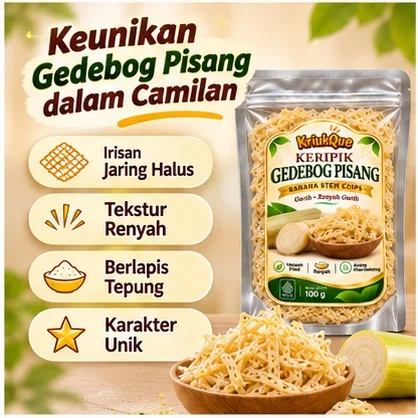 Keunikan
Gedebog Pisang
dalam Camilan
Irisan
Jaring Halus
Tekstur
Renyah
Berlapis
Tepung
Karakter
Unik
KriukQue
KERIPIK
GEDEBOG PISANG
BANANA STEM CHIPS
Gurih - Renyah Gurih
Renyah
100 g